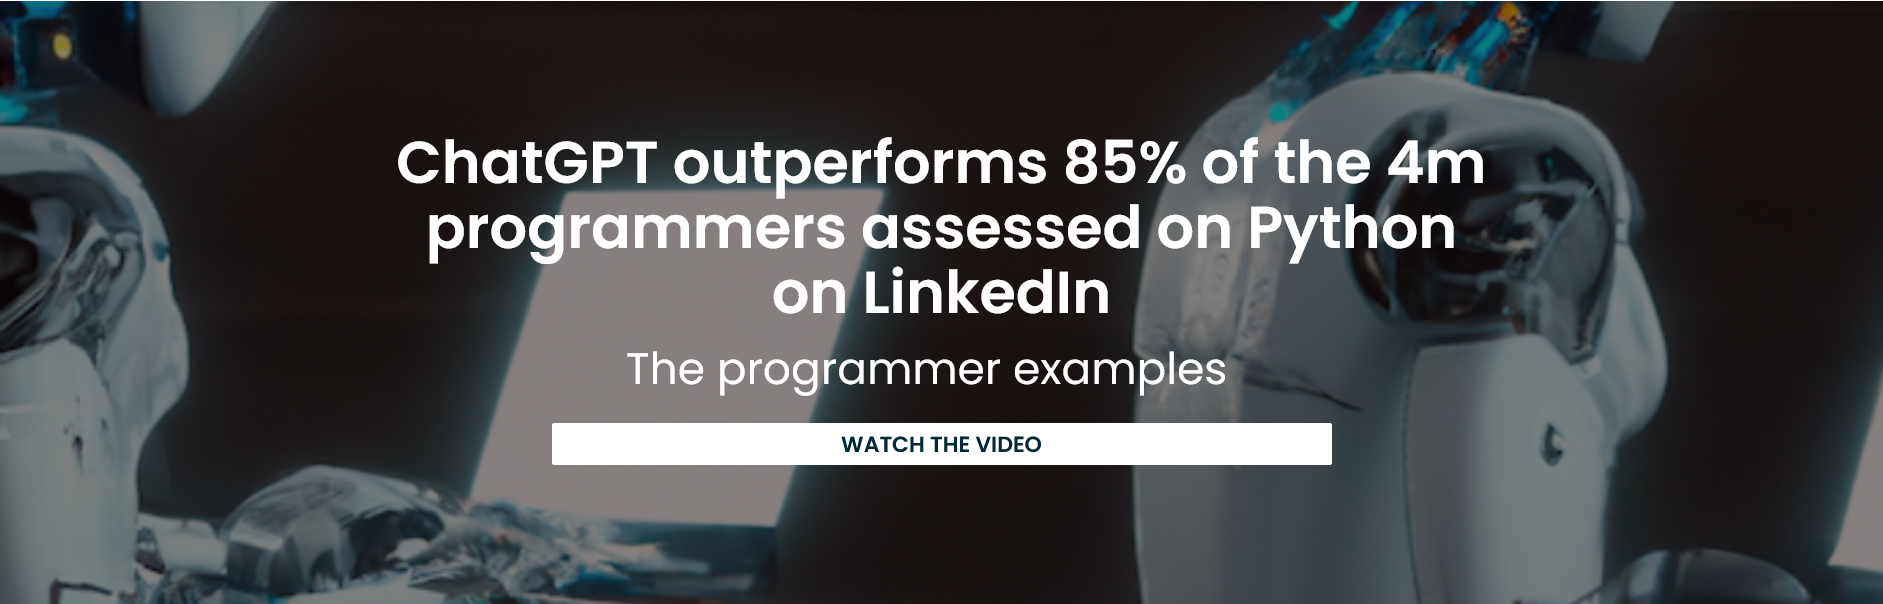 ChatGPT outperforms 85% of the 4m
programmers assessed on Python
on LinkedIn
The programmer examples
WATCH THE VIDEO